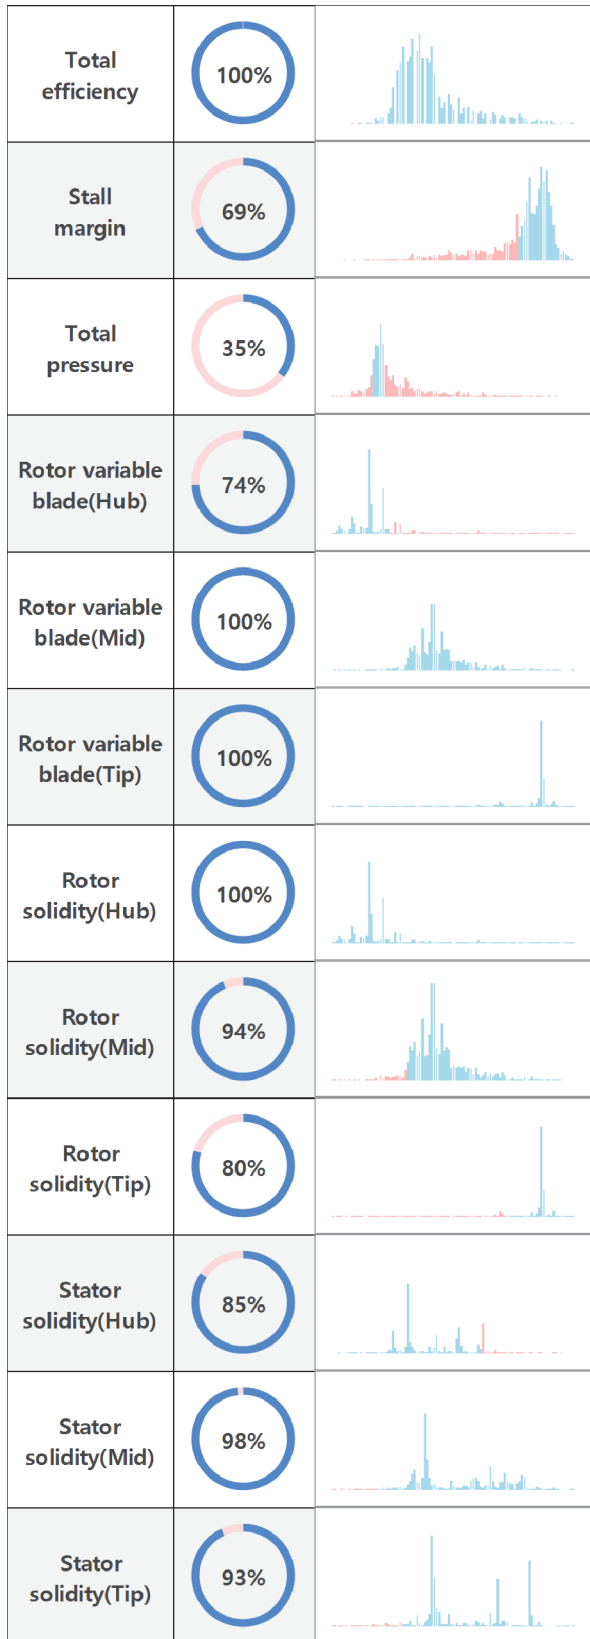 Total
efficiency
100%
Stall
margin
69%
Total
pressure
35%
Rotor variable
blade(Hub)
74%
Rotor variable
blade(Mid)
100%
Rotor variable
blade(Tip)
100%
Rotor
solidity(Hub)
100%
Rotor
solidity(Mid)
94%
Rotor
solidity(Tip)
80%
Stator
solidity(Hub)
85%
Stator
solidity(Mid)
98%
Stator
solidity(Tip)
93%